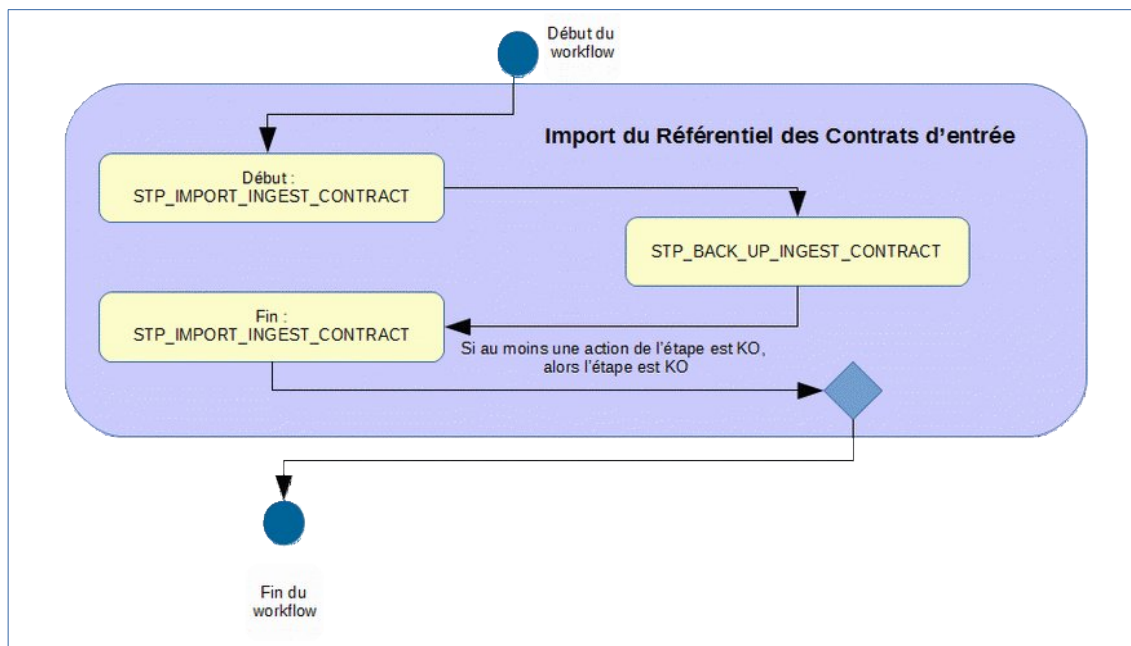 Début du
workflow
Import du Référentiel des Contrats d'entrée
Début :
STP_IMPORT_INGEST_CONTRACT
STP_BACK_UP_INGEST_CONTRACT
Fin :
STP_IMPORT_INGEST_CONTRACT
Si au moins une action de l'étape est KO,
alors l'étape est KO
Fin du
workflow